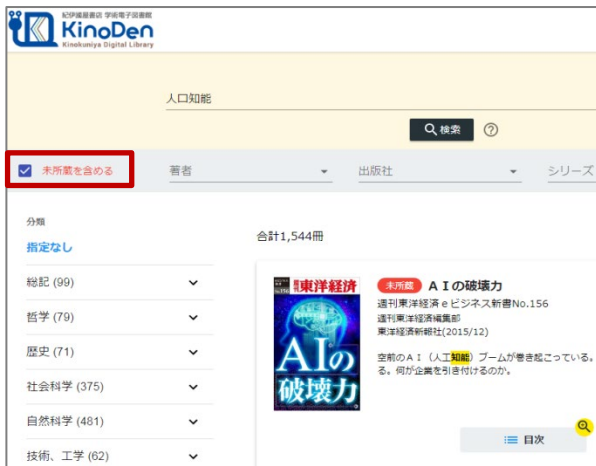 紀伊國屋書店 学術電子図書館
KinoDen
Kinokuniya Digital Library
人口知能
検索
未所蔵を含める
著者
出版社
シリーズ
分類
指定なし
合計1,544冊
総記 (99)
哲学 (79)
歴史 (71)
社会科学 (375)
自然科学 (481)
技術、工学 (62)
東洋経済
AIの
破壊力
未所蔵 ＡＩの破壊力
週刊東洋経済 e ビジネス新書No.156
週刊東洋経済編集部
東洋経済新報社(2015/12)
空前のＡＩ（人工知能）ブームが巻き起こっている。
る。何が企業を引き付けるのか。
目次